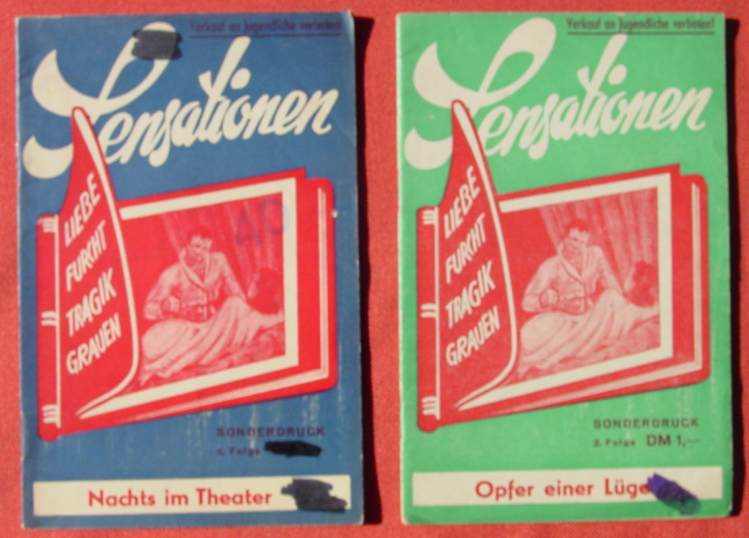 Verkauf an Jugendliche verboten!
Sensationen
LIEBE
FURCHT
TRAGIK
GRAUEN
40
SONDERDRUCK
Folge
Nachts im Theater
Verkauf an Jugendliche verboten!
Sensationen
LIEBE
FURCHT
TRAGIK
GRAUEN
SONDERDRUCK
Folge DM 1,—
Opfer einer Lüge